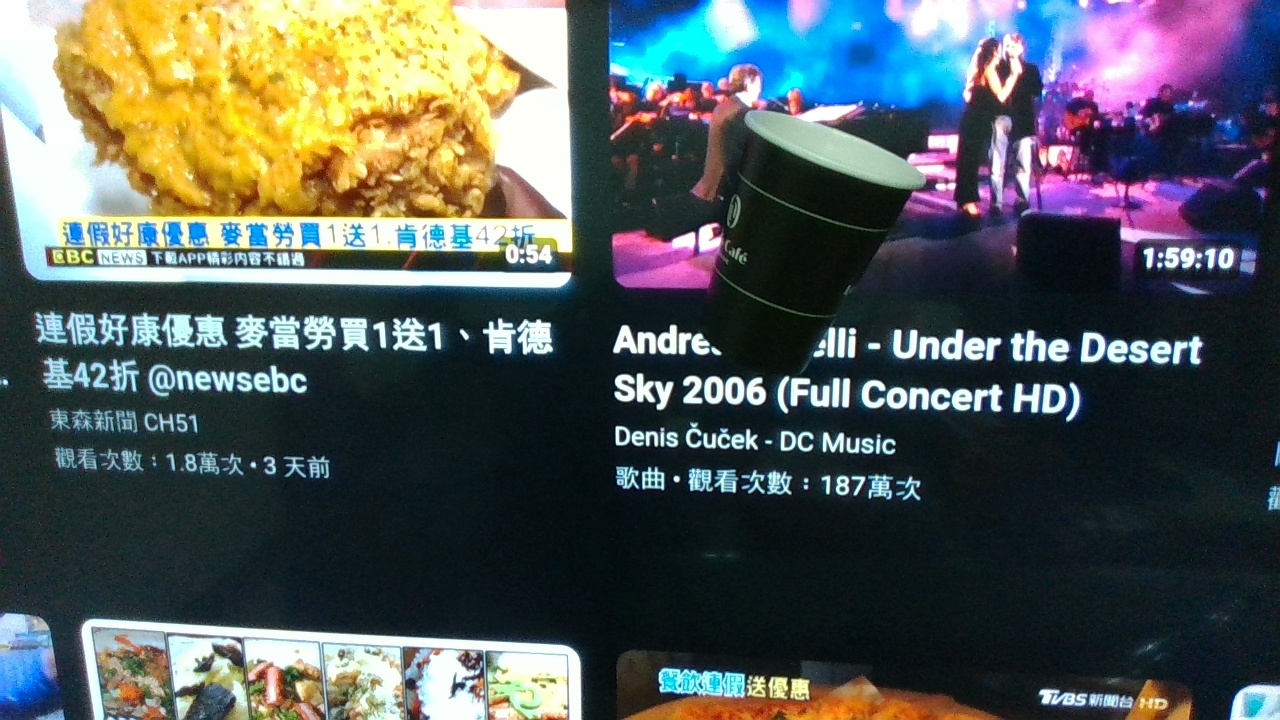 連假好康優惠 麥當勞買1送1.肯德基42折
EBC NEWS 下載APP精彩內容不錯過
0:54
連假好康優惠 麥當勞買1送1、肯德
基42折 @newsebc
東森新聞 CH51
觀看次數：1.8萬次 • 3 天前
Café
1:59:10
Andre elli - Under the Desert
Sky 2006 (Full Concert HD)
Denis Čuček - DC Music
歌曲 • 觀看次數：187萬次
餐飲連假送優惠
TVBS 新聞台 HD